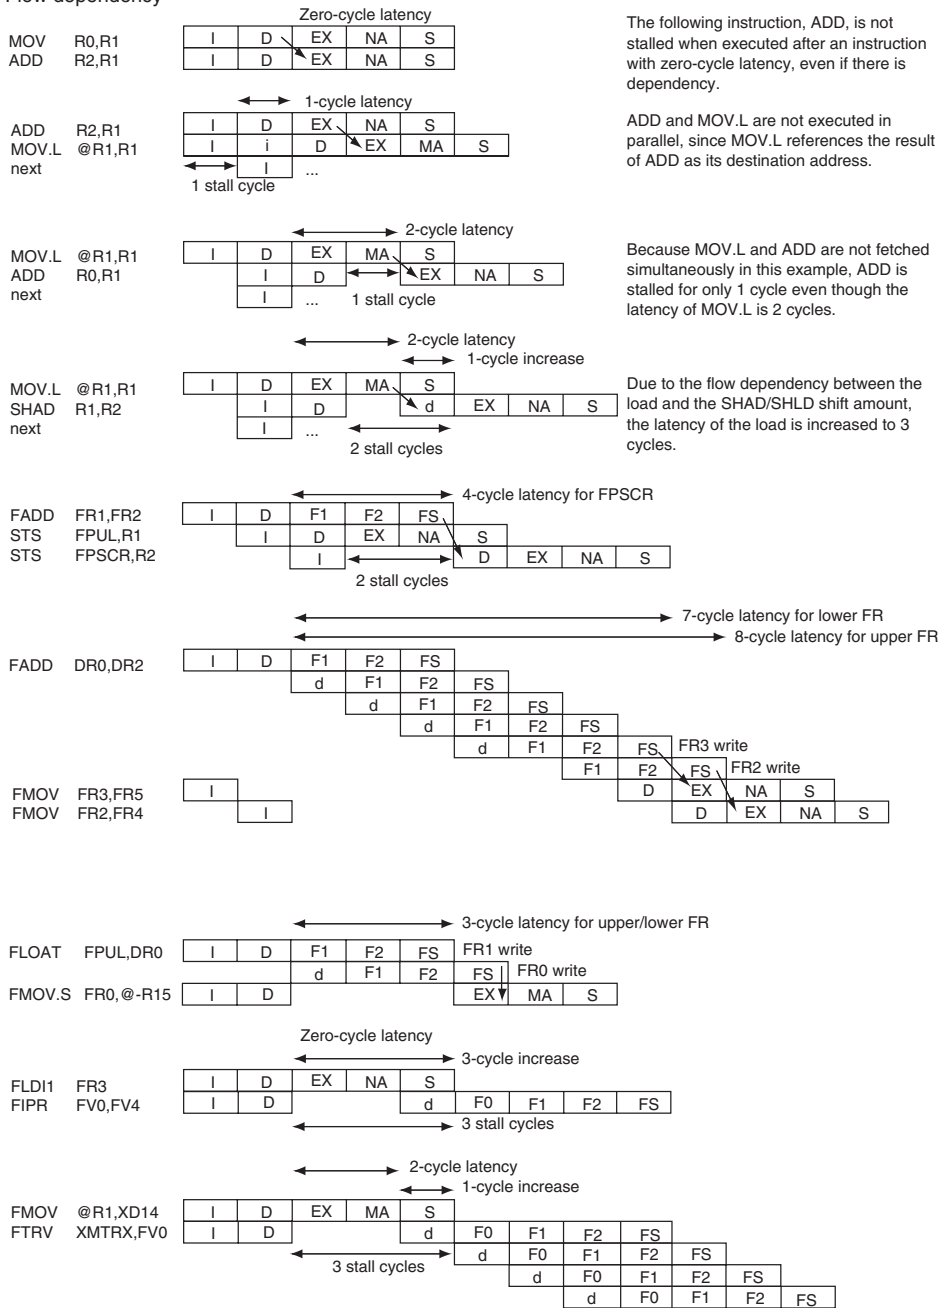 Flow dependency
Zero-cycle latency
MOV R0,R1 I D EX NA S
ADD R2,R1 I D EX NA S
The following instruction, ADD, is not
stalled when executed after an instruction
with zero-cycle latency, even if there is
dependency.
1-cycle latency
ADD R2,R1 I D EX NA S
MOV.L @R1,R1 I i D EX MA S
next I ...
1 stall cycle
ADD and MOV.L are not executed in
parallel, since MOV.L references the result
of ADD as its destination address.
2-cycle latency
MOV.L @R1,R1 I D EX MA S
ADD R0,R1 I D EX NA S
next I ...
1 stall cycle
Because MOV.L and ADD are not fetched
simultaneously in this example, ADD is
stalled for only 1 cycle even though the
latency of MOV.L is 2 cycles.
2-cycle latency
1-cycle increase
MOV.L @R1,R1 I D EX MA S
SHAD R1,R2 I D d EX NA S
next I ...
2 stall cycles
Due to the flow dependency between the
load and the SHAD/SHLD shift amount,
the latency of the load is increased to 3
cycles.
4-cycle latency for FPSCR
FADD FR1,FR2 I D F1 F2 FS
STS FPUL,R1 I D EX NA S
STS FPSCR,R2 I D EX NA S
2 stall cycles
7-cycle latency for lower FR
8-cycle latency for upper FR
FADD DR0,DR2 I D F1 F2 FS
d F1 F2 FS
d F1 F2 FS
d F1 F2 FS
d F1 F2 FS FR3 write
F1 F2 FS FR2 write
FMOV FR3,FR5 I D EX NA S
FMOV FR2,FR4 I D EX NA S
3-cycle latency for upper/lower FR
FLOAT FPUL,DR0 I D F1 F2 FS FR1 write
d F1 F2 FS FR0 write
FMOV.S FR0,@-R15 I D EX MA S
Zero-cycle latency
3-cycle increase
FLDI1 FR3 I D EX NA S
FIPR FV0,FV4 I D d F0 F1 F2 FS
3 stall cycles
2-cycle latency
1-cycle increase
FMOV @R1,XD14 I D EX MA S
FTRV XMTRX,FV0 I D d F0 F1 F2 FS
d F0 F1 F2 FS
d F0 F1 F2 FS
d F0 F1 F2 FS
3 stall cycles